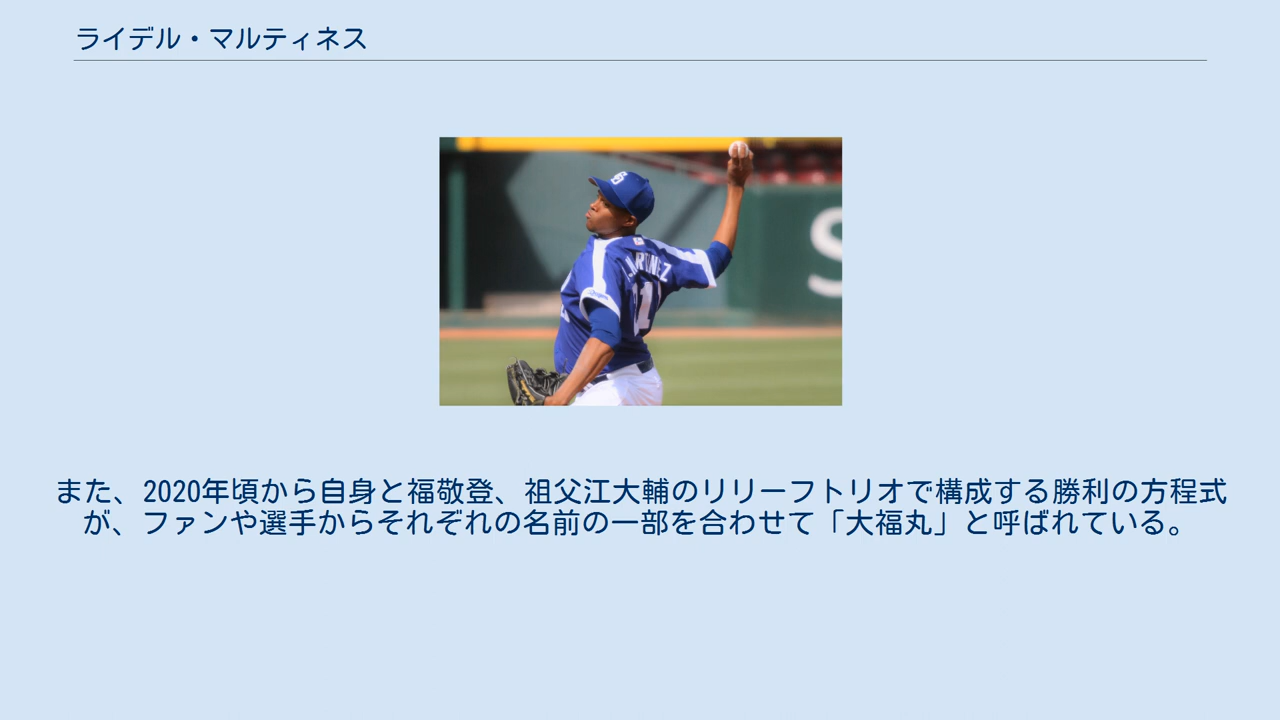 ライデル・マルティネス
また、2020年頃から自身と福敬登、祖父江大輔のリリーフトリオで構成する勝利の方程式
が、ファンや選手からそれぞれの名前の一部を合わせて「大福丸」と呼ばれている。